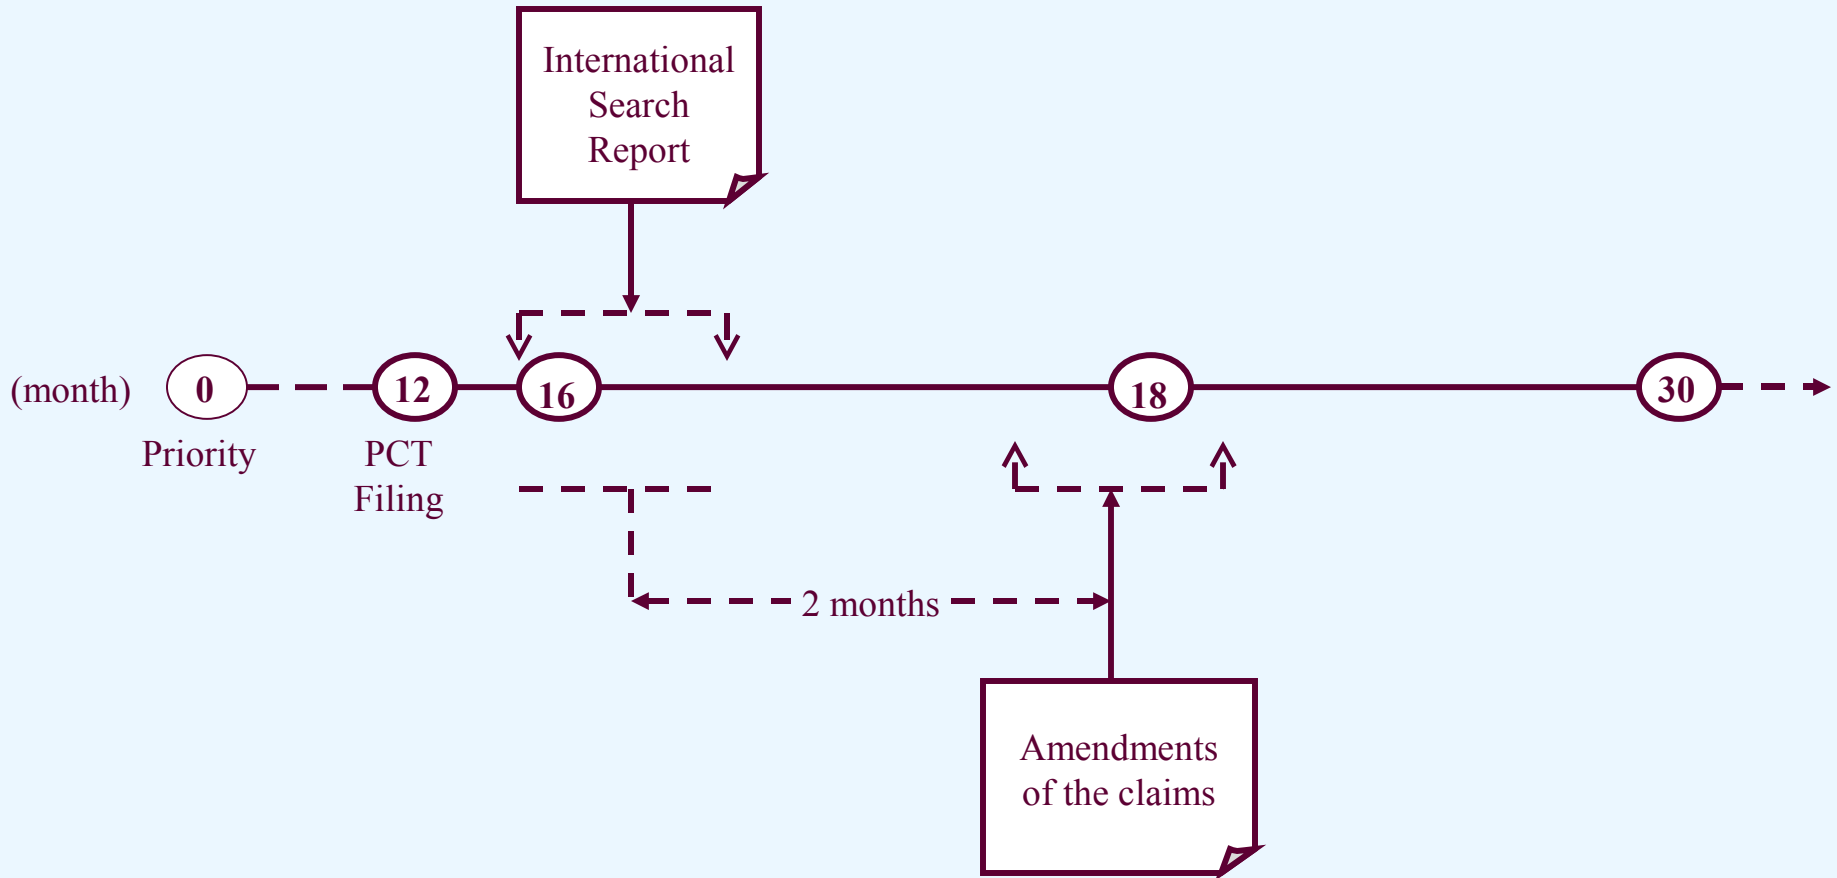 International
Search
Report
(month)
0
12
16
18
30
Priority
PCT
Filing
2 months
Amendments
of the claims